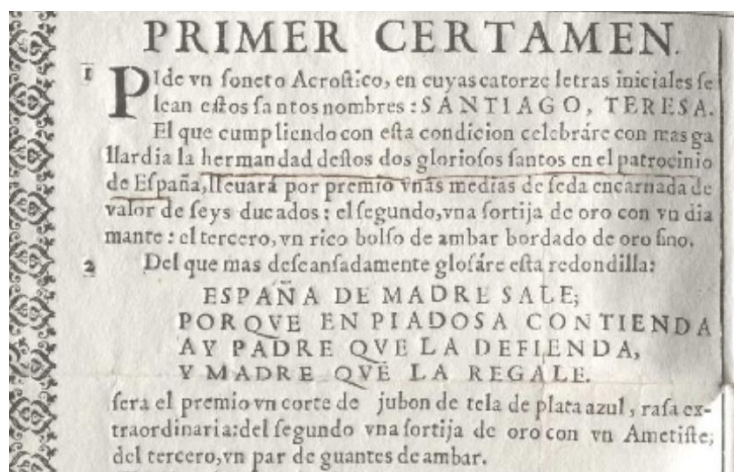 PRIMER CERTAMEN.
1 PIde vn soneto Acrostico, en cuyas catorze letras iniciales se
lean estos santos nombres: SANTIAGO, TERESA.
El que cumpliendo con esta condicion celebráre con mas ga
llardia la hermandad destos dos gloriosos santos en el patrocinio
de España, lleuará por premio vnas medias de seda encarnada de
valor de seys ducados: el segundo, vna sortija de oro con vn dia
mante: el tercero, vn rico bolso de ambar bordado de oro fino.
2 Del que mas descansadamente glosáre esta redondilla:
ESPAÑA DE MADRE SALE;
PORQVE EN PIADOSA CONTIENDA
AY PADRE QVE LA DEFIENDA,
Y MADRE QVE LA REGALE.
sera el premio vn corte de jubon de tela de plata azul, rasa ex-
traordinaria: del segundo vna sortija de oro con vn Ametiste;
del tercero, vn par de guantes de ambar.